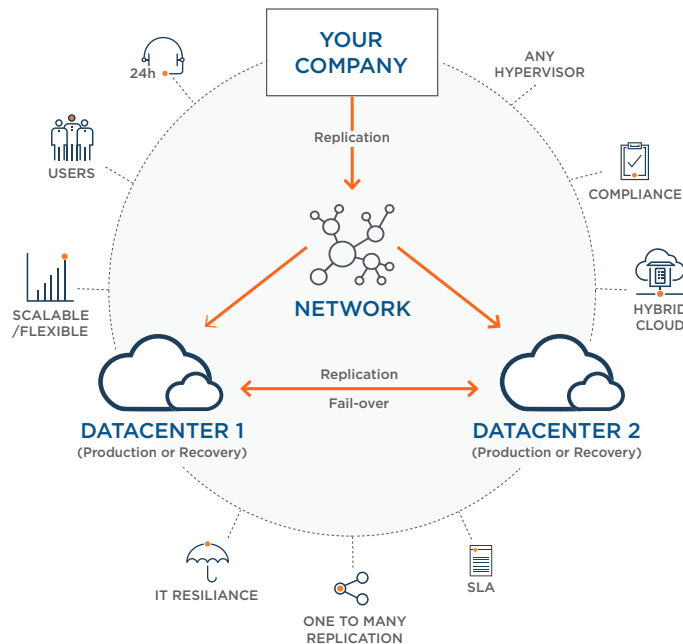 YOUR
COMPANY
24h
ANY
HYPERVISOR
Replication
USERS
COMPLIANCE
NETWORK
SCALABLE
/FLEXIBLE
HYBRID
CLOUD
Replication
Fail-over
DATACENTER 1
(Production or Recovery)
DATACENTER 2
(Production or Recovery)
IT RESILIANCE
SLA
ONE TO MANY
REPLICATION